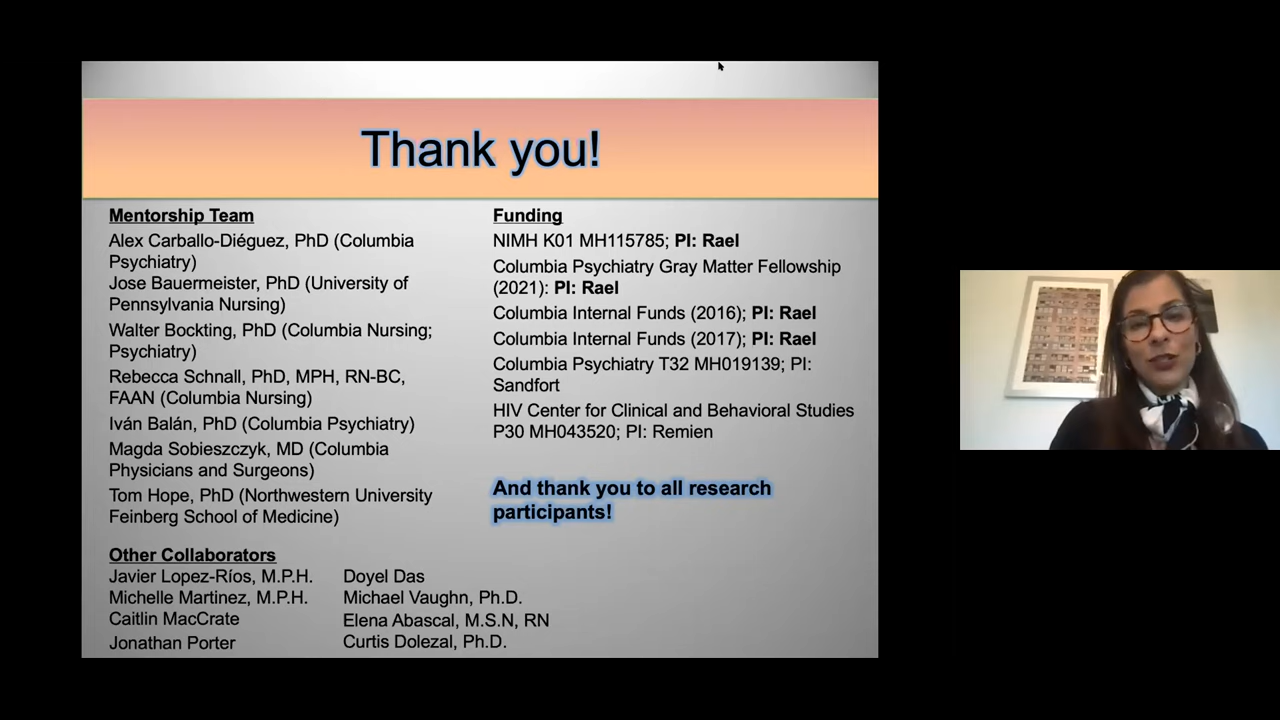 Thank you!
Mentorship Team
Alex Carballo-Diéguez, PhD (Columbia
Psychiatry)
Jose Bauermeister, PhD (University of
Pennsylvania Nursing)
Walter Bockting, PhD (Columbia Nursing;
Psychiatry)
Rebecca Schnall, PhD, MPH, RN-BC,
FAAN (Columbia Nursing)
Iván Balán, PhD (Columbia Psychiatry)
Magda Sobieszczyk, MD (Columbia
Physicians and Surgeons)
Tom Hope, PhD (Northwestern University
Feinberg School of Medicine)
Funding
NIMH K01 MH115785; PI: Rael
Columbia Psychiatry Gray Matter Fellowship
(2021): PI: Rael
Columbia Internal Funds (2016); PI: Rael
Columbia Internal Funds (2017); PI: Rael
Columbia Psychiatry T32 MH019139; PI:
Sandfort
HIV Center for Clinical and Behavioral Studies
P30 MH043520; PI: Remien
And thank you to all research
participants!
Other Collaborators
Javier Lopez-Ríos, M.P.H.
Michelle Martinez, M.P.H.
Caitlin MacCrate
Jonathan Porter
Doyel Das
Michael Vaughn, Ph.D.
Elena Abascal, M.S.N, RN
Curtis Dolezal, Ph.D.